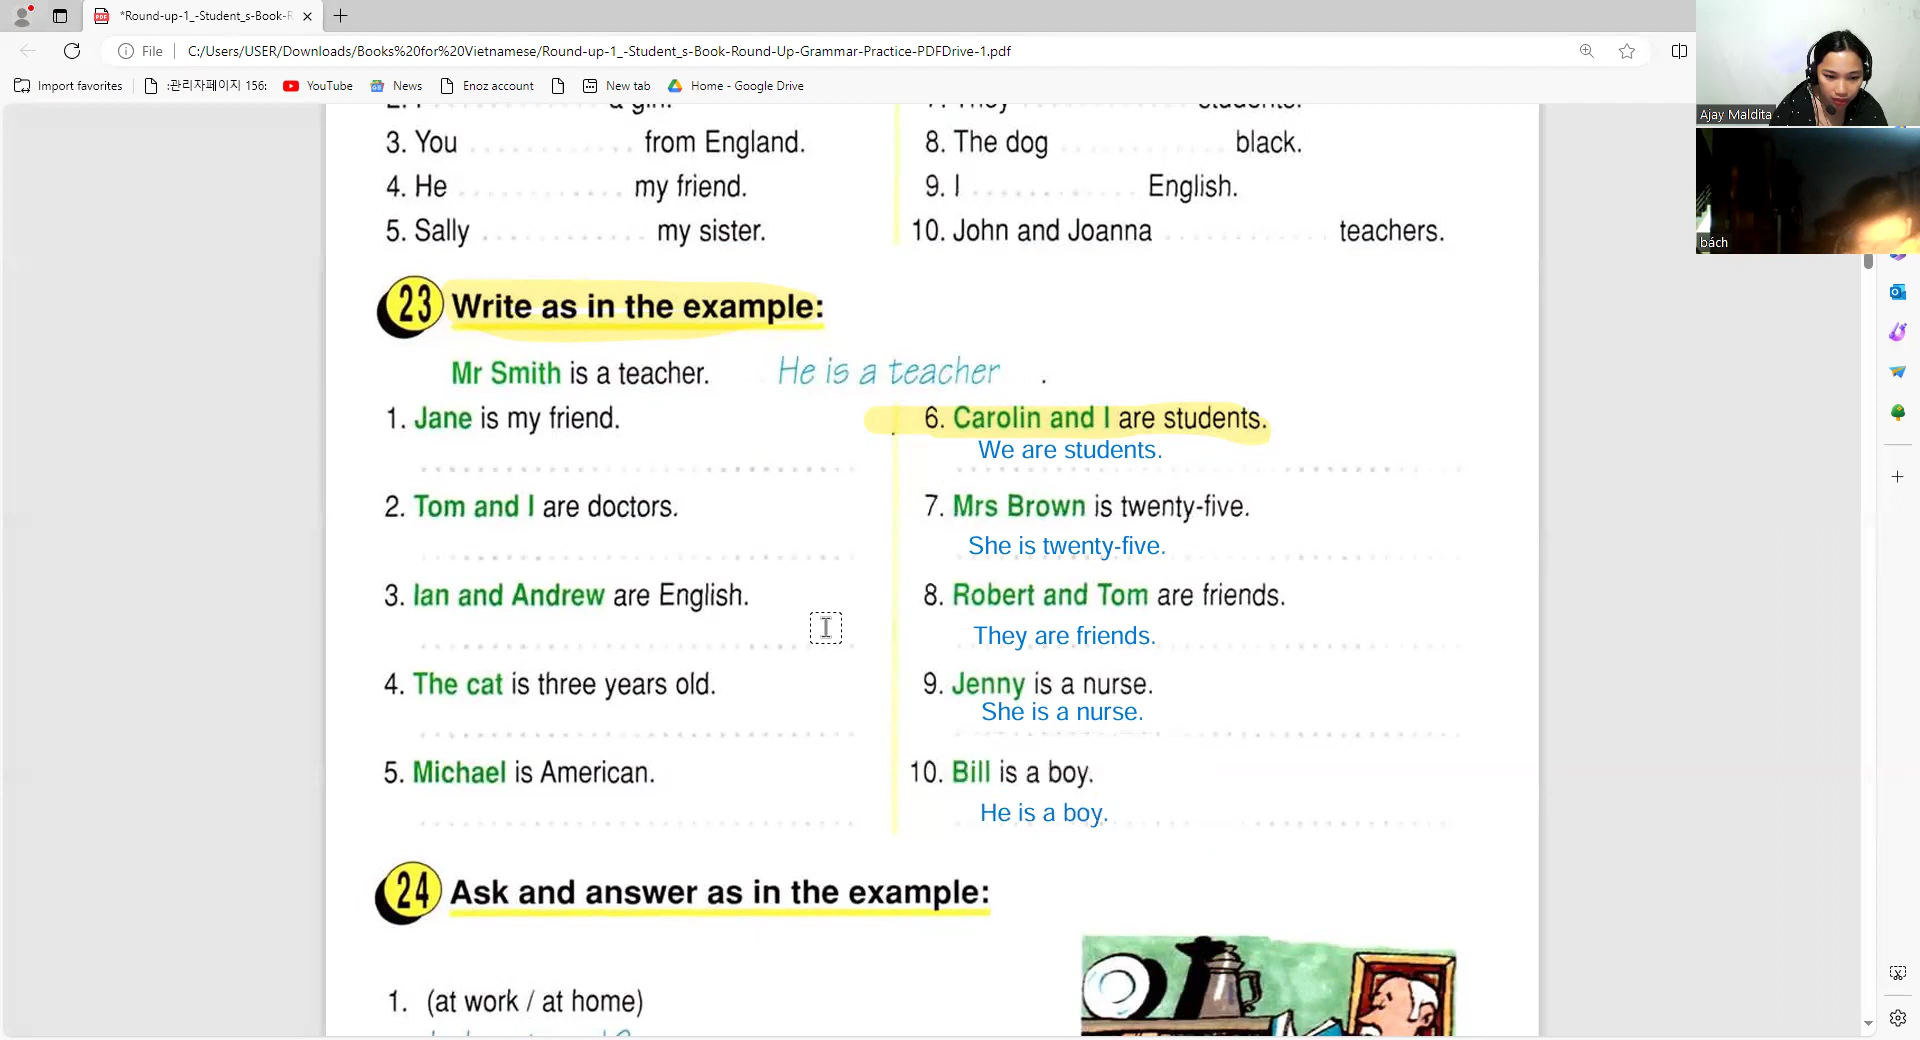 *Round-up-1_-Student_s-Book-R
File
C:/Users/USER/Downloads/Books%20for%20Vietnamese/Round-up-1_-Student_s-Book-Round-Up-Grammar-Practice-PDFDrive-1.pdf
Import favorites
:관리자페이지 156:
YouTube
News
Enoz account
New tab
Home - Google Drive
Ajay Maldita
bách
a girl.
7. They
students.
3. You
from England.
8. The dog
black.
4. He
my friend.
9. I
English.
5. Sally
my sister.
10. John and Joanna
teachers.
23 Write as in the example:
Mr Smith is a teacher. He is a teacher .
1. Jane is my friend.
2. Tom and I are doctors.
3. Ian and Andrew are English.
4. The cat is three years old.
5. Michael is American.
6. Carolin and I are students.
We are students.
7. Mrs Brown is twenty-five.
She is twenty-five.
8. Robert and Tom are friends.
They are friends.
9. Jenny is a nurse.
She is a nurse.
10. Bill is a boy.
He is a boy.
24 Ask and answer as in the example:
1. (at work / at home)